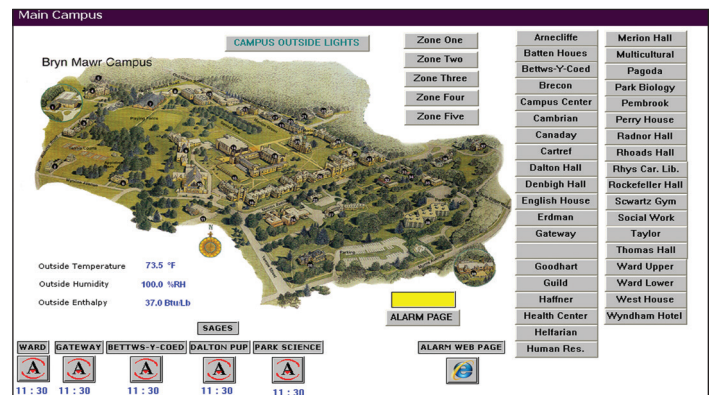 Main Campus
CAMPUS OUTSIDE LIGHTS
Bryn Mawr Campus
Zone One
Zone Two
Zone Three
Zone Four
Zone Five
Arnecliffe
Batten Houes
Bettws-Y-Coed
Brecon
Campus Center
Cambrian
Canaday
Cartref
Dalton Hall
Denbigh Hall
English House
Erdman
Gateway
Goodhart
Guild
Haffner
Health Center
Helfarian
Human Res.
Merion Hall
Multicultural
Pagoda
Park Biology
Pembrook
Perry House
Radnor Hall
Rhoads Hall
Rhys Car. Lib.
Rockefeller Hall
Scwartz Gym
Social Work
Taylor
Thomas Hall
Ward Upper
Ward Lower
West House
Wyndham Hotel
Playing Fields
N
Parking
Outside Temperature 73.5 °F
Outside Humidity 100.0 %RH
Outside Enthalpy 37.0 Btu/Lb
ALARM PAGE
SAGES
WARD GATEWAY BETTWS-Y-COED DALTON PUP PARK SCIENCE
A A A A A
11 : 30 11 : 30 11 : 30 11 : 30 11 : 30
ALARM WEB PAGE